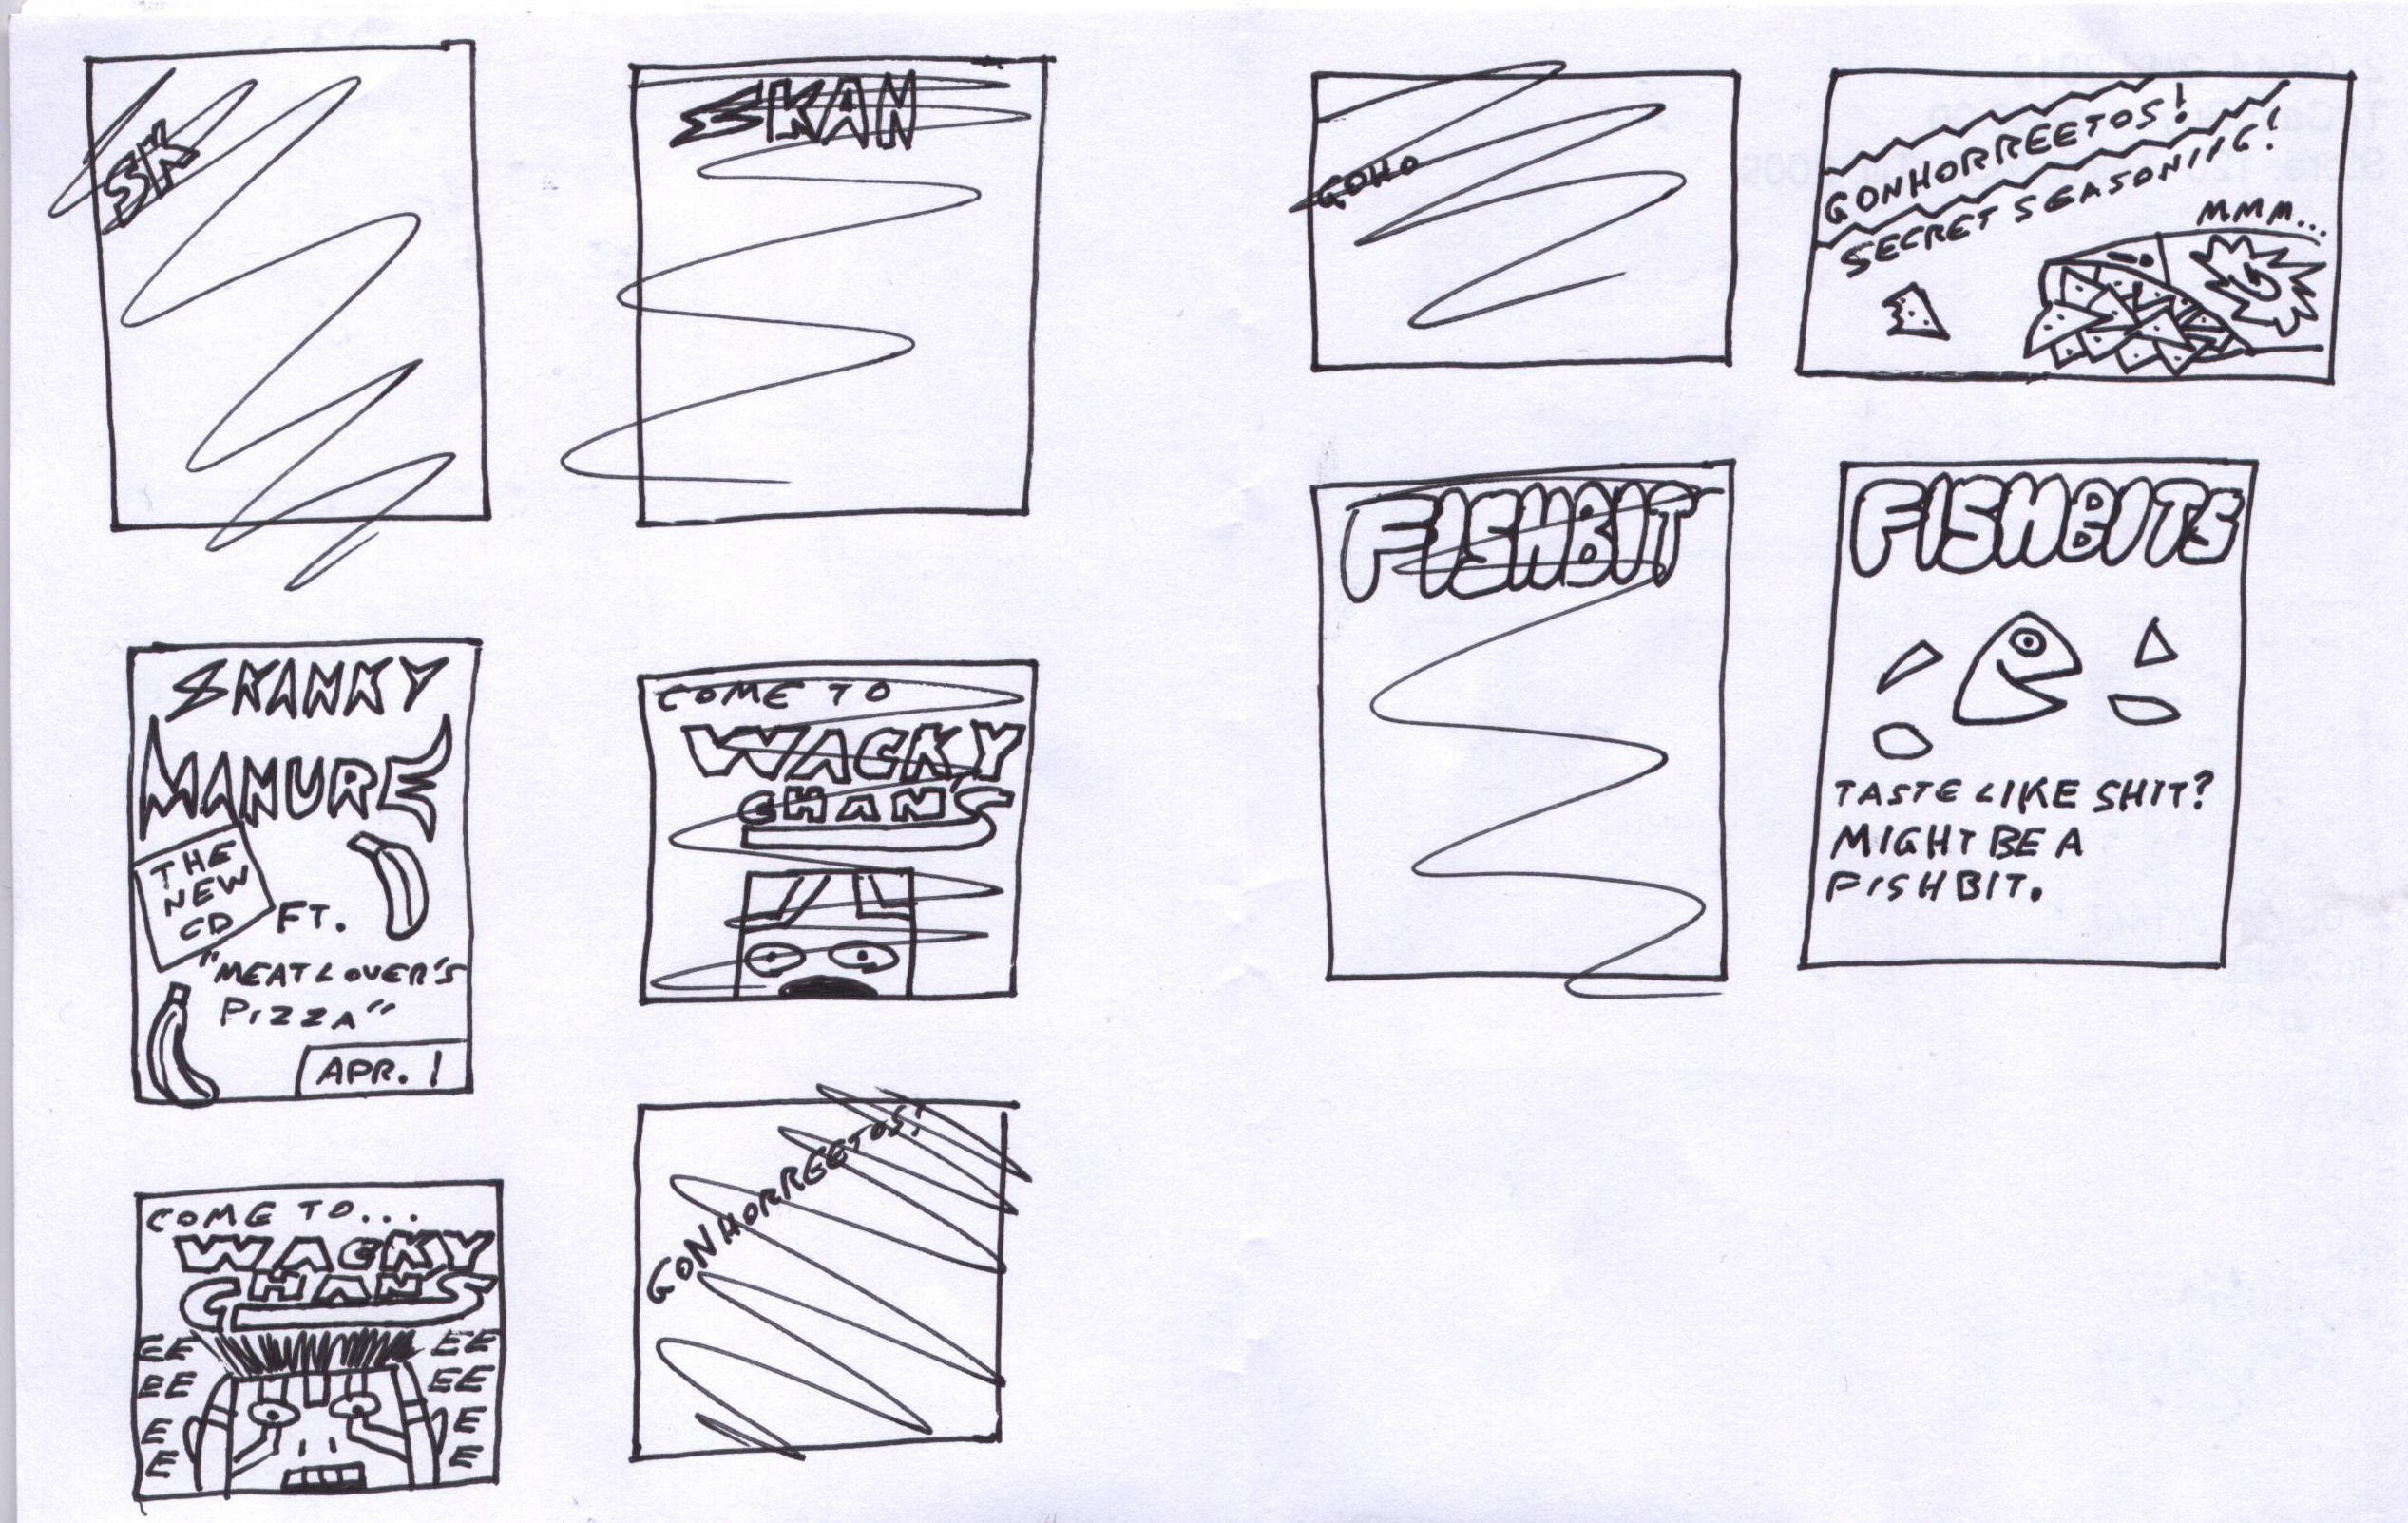 SK
SKAN
SKANKY
MANURE
THE
NEW
CD
FT.
"MEATLOVER'S
PIZZA"
APR. 1
COME TO
WACKY
CHAN'S
COME TO...
WACKY
CHAN'S
EE EE
EE EE
E E
E E
GONHORREETOS!
GOHO
GONHORREETOS!
SECRET SEASONING!
MMM...
G
FISHBIT
FISHBITS
TASTE LIKE SHIT?
MIGHT BE A
FISHBIT.